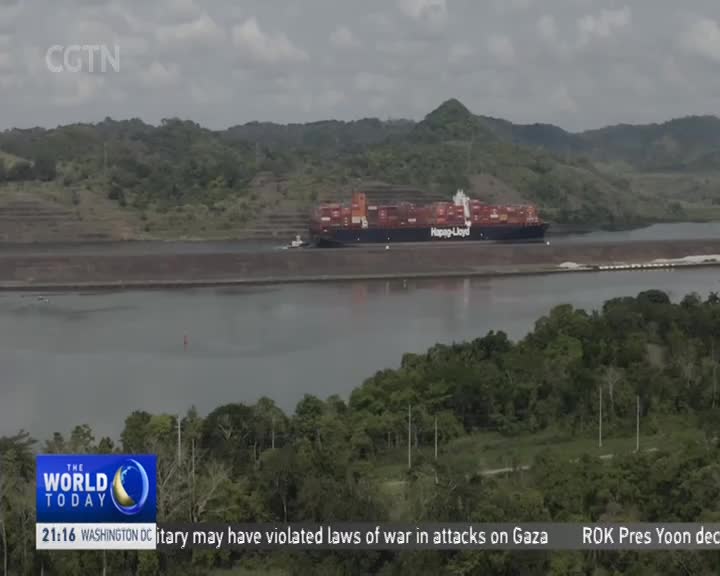 CGTN
Hapag-Lloyd
THE
WORLD
TODAY
21:16 WASHINGTON DC
itary may have violated laws of war in attacks on Gaza ROK Pres Yoon dec